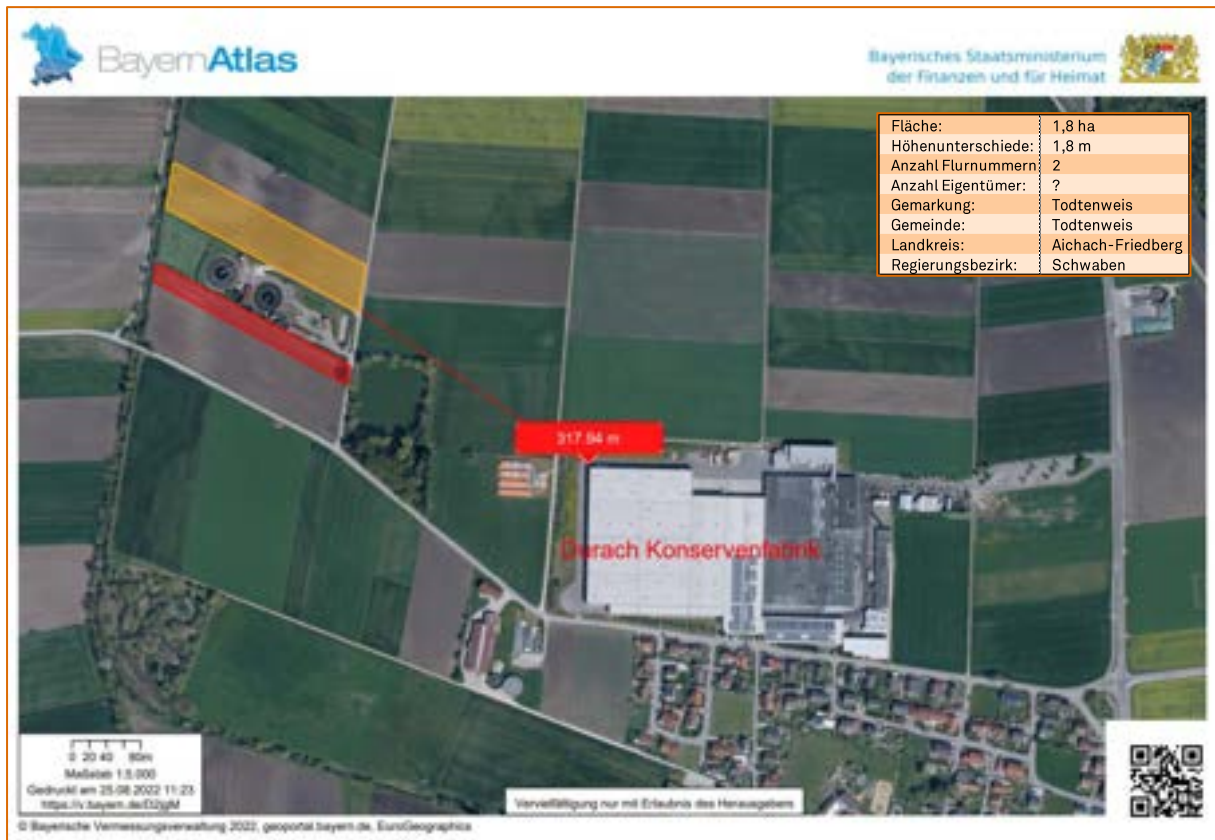 BayernAtlas
Bayerisches Staatsministerium
der Finanzen und für Heimat
Fläche: 1,8 ha
Höhenunterschiede: 1,8 m
Anzahl Flurnummern 2
Anzahl Eigentümer: ?
Gemarkung: Todtenweis
Gemeinde: Todtenweis
Landkreis: Aichach-Friedberg
Regierungsbezirk: Schwaben
317.94 m
Durach Konservenfabrik
0 20 40 80m
Maßstab 1:5.000
Gedruckt am 25.08.2022 11:23
Vervielfältigung nur mit Erlaubnis des Herausgebers
© Bayerische Vermessungsverwaltung 2022, geoportal.bayern.de, EuroGeographics